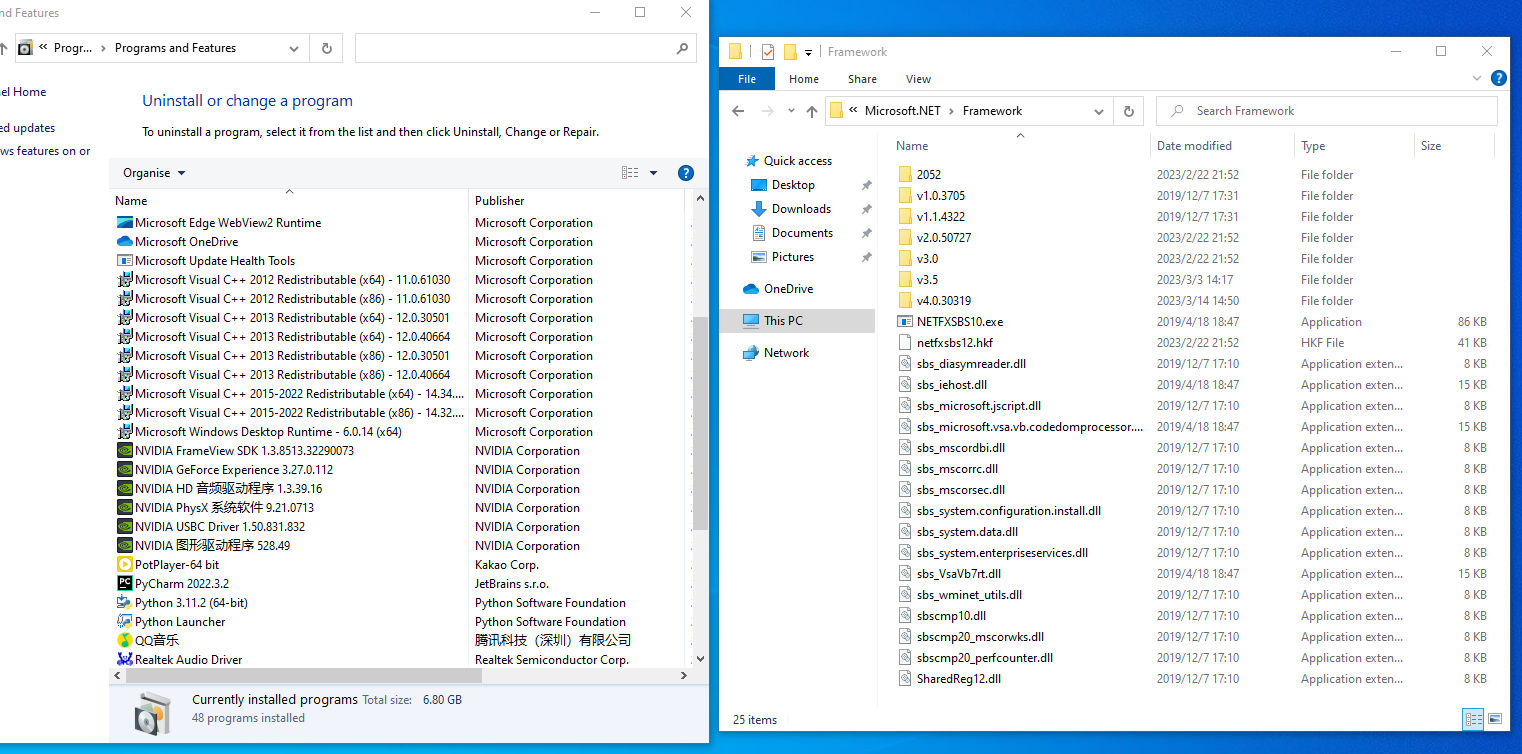 nd Features
Progr... Programs and Features
el Home
Uninstall or change a program
ed updates
To uninstall a program, select it from the list and then click Uninstall, Change or Repair.
ws features on or
Organise
Name Publisher
Microsoft Edge WebView2 Runtime Microsoft Corporation
Microsoft OneDrive Microsoft Corporation
Microsoft Update Health Tools Microsoft Corporation
Microsoft Visual C++ 2012 Redistributable (x64) - 11.0.61030 Microsoft Corporation
Microsoft Visual C++ 2012 Redistributable (x86) - 11.0.61030 Microsoft Corporation
Microsoft Visual C++ 2013 Redistributable (x64) - 12.0.30501 Microsoft Corporation
Microsoft Visual C++ 2013 Redistributable (x64) - 12.0.40664 Microsoft Corporation
Microsoft Visual C++ 2013 Redistributable (x86) - 12.0.30501 Microsoft Corporation
Microsoft Visual C++ 2013 Redistributable (x86) - 12.0.40664 Microsoft Corporation
Microsoft Visual C++ 2015-2022 Redistributable (x64) - 14.34.... Microsoft Corporation
Microsoft Visual C++ 2015-2022 Redistributable (x86) - 14.32.... Microsoft Corporation
Microsoft Windows Desktop Runtime - 6.0.14 (x64) Microsoft Corporation
NVIDIA FrameView SDK 1.3.8513.32290073 NVIDIA Corporation
NVIDIA GeForce Experience 3.27.0.112 NVIDIA Corporation
NVIDIA HD 音频驱动程序 1.3.39.16 NVIDIA Corporation
NVIDIA PhysX 系统软件 9.21.0713 NVIDIA Corporation
NVIDIA USBC Driver 1.50.831.832 NVIDIA Corporation
NVIDIA 图形驱动程序 528.49 NVIDIA Corporation
PotPlayer-64 bit Kakao Corp.
PyCharm 2022.3.2 JetBrains s.r.o.
Python 3.11.2 (64-bit) Python Software Foundation
Python Launcher Python Software Foundation
QQ音乐 腾讯科技（深圳）有限公司
Realtek Audio Driver Realtek Semiconductor Corp.
Currently installed programs Total size: 6.80 GB
48 programs installed
Framework
File Home Share View
Microsoft.NET Framework Search Framework
Quick access
Desktop
Downloads
Documents
Pictures
OneDrive
This PC
Network
Name Date modified Type Size
2052 2023/2/22 21:52 File folder
v1.0.3705 2019/12/7 17:31 File folder
v1.1.4322 2019/12/7 17:31 File folder
v2.0.50727 2023/2/22 21:52 File folder
v3.0 2023/2/22 21:52 File folder
v3.5 2023/3/3 14:17 File folder
v4.0.30319 2023/3/14 14:50 File folder
NETFXSBS10.exe 2019/4/18 18:47 Application 86 KB
netfxsbs12.hkf 2023/2/22 21:52 HKF File 41 KB
sbs_diasymreader.dll 2019/12/7 17:10 Application exten... 8 KB
sbs_iehost.dll 2019/4/18 18:47 Application exten... 15 KB
sbs_microsoft.jscript.dll 2019/12/7 17:10 Application exten... 8 KB
sbs_microsoft.vsa.vb.codedomprocessor.... 2019/4/18 18:47 Application exten... 15 KB
sbs_mscordbi.dll 2019/12/7 17:10 Application exten... 8 KB
sbs_mscorrc.dll 2019/12/7 17:10 Application exten... 8 KB
sbs_mscorsec.dll 2019/12/7 17:10 Application exten... 8 KB
sbs_system.configuration.install.dll 2019/12/7 17:10 Application exten... 8 KB
sbs_system.data.dll 2019/12/7 17:10 Application exten... 8 KB
sbs_system.enterpriseservices.dll 2019/12/7 17:10 Application exten... 8 KB
sbs_VsaVb7rt.dll 2019/4/18 18:47 Application exten... 15 KB
sbs_wminet_utils.dll 2019/12/7 17:10 Application exten... 8 KB
sbscmp10.dll 2019/12/7 17:10 Application exten... 8 KB
sbscmp20_mscorwks.dll 2019/12/7 17:10 Application exten... 8 KB
sbscmp20_perfcounter.dll 2019/12/7 17:10 Application exten... 8 KB
SharedReg12.dll 2019/12/7 17:10 Application exten... 8 KB
25 items